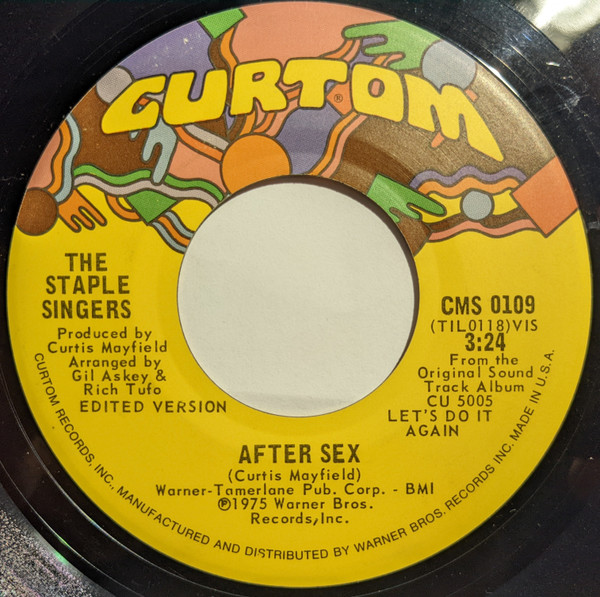 CURTOM®
THE
STAPLE
SINGERS
Produced by
Curtis Mayfield
Arranged by
Gil Askey &
Rich Tufo
EDITED VERSION
CMS 0109
(TIL0118)VIS
3:24
From the
Original Sound
Track Album
CU 5005
LET'S DO IT
AGAIN
AFTER SEX
(Curtis Mayfield)
Warner-Tamerlane Pub. Corp. - BMI
℗1975 Warner Bros.
Records,Inc.
CURTOM RECORDS, INC., MANUFACTURED AND DISTRIBUTED BY WARNER BROS. RECORDS INC. MADE IN U.S.A.